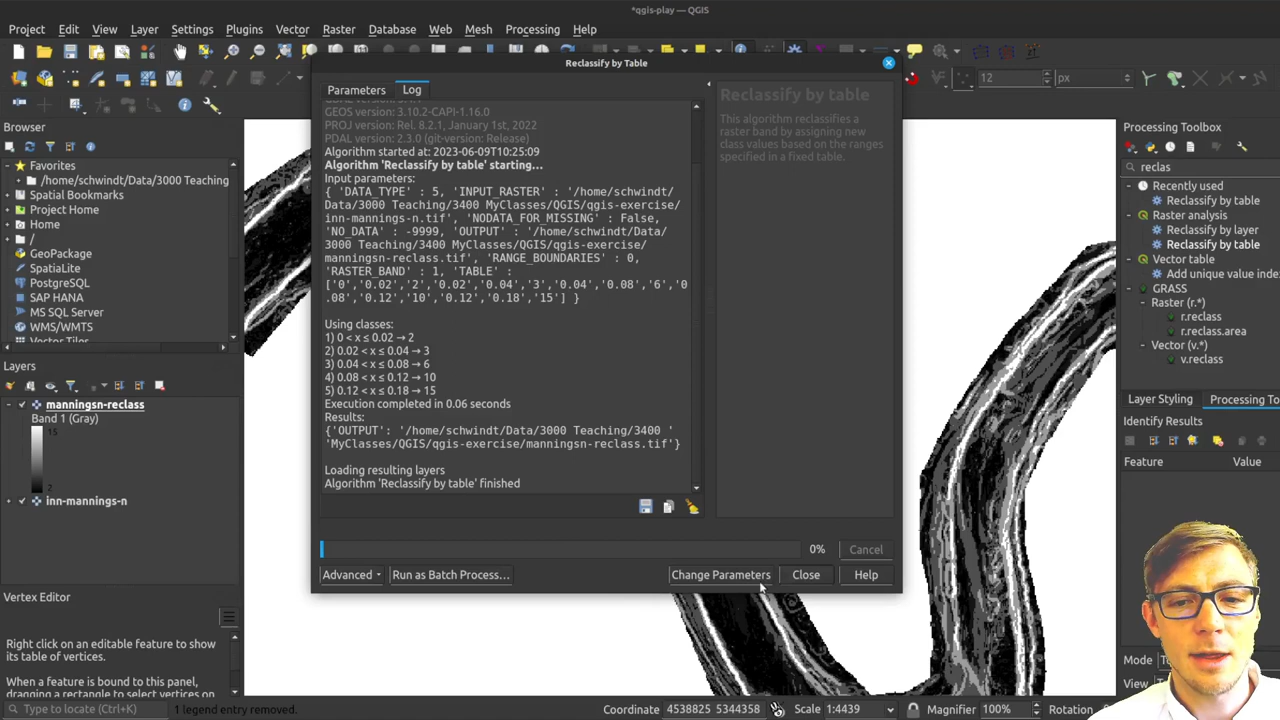 *qgis-play — QGIS
Project Edit View Layer Settings Plugins Vector Raster Database Web Mesh Processing Help
12 px
Browser
Favorites
/home/schwindt/Data/3000 Teaching
Spatial Bookmarks
Project Home
Home
/
GeoPackage
SpatiaLite
PostgreSQL
SAP HANA
MS SQL Server
WMS/WMTS
Vector Tiles
Layers
manningsn-reclass
Band 1 (Gray)
15
2
inn-mannings-n
Vertex Editor
Right click on an editable feature to show
its table of vertices.
When a feature is bound to this panel,
dragging a rectangle to select vertices on
Reclassify by Table
Parameters Log
GEOS version: 3.10.2-CAPI-1.16.0
PROJ version: Rel. 8.2.1, January 1st, 2022
PDAL version: 2.3.0 (git-version: Release)
Algorithm started at: 2023-06-09T10:25:09
Algorithm 'Reclassify by table' starting…
Input parameters:
{ 'DATA_TYPE' : 5, 'INPUT_RASTER' : '/home/schwindt/
Data/3000 Teaching/3400 MyClasses/QGIS/qgis-exercise/
inn-mannings-n.tif', 'NODATA_FOR_MISSING' : False,
'NO_DATA' : -9999, 'OUTPUT' : '/home/schwindt/Data/
3000 Teaching/3400 MyClasses/QGIS/qgis-exercise/
manningsn-reclass.tif', 'RANGE_BOUNDARIES' : 0,
'RASTER_BAND' : 1, 'TABLE' :
['0','0.02','2','0.02','0.04','3','0.04','0.08','6','0
.08','0.12','10','0.12','0.18','15'] }
Using classes:
1) 0 < x ≤ 0.02 → 2
2) 0.02 < x ≤ 0.04 → 3
3) 0.04 < x ≤ 0.08 → 6
4) 0.08 < x ≤ 0.12 → 10
5) 0.12 < x ≤ 0.18 → 15
Execution completed in 0.06 seconds
Results:
{'OUTPUT': '/home/schwindt/Data/3000 Teaching/3400 '
'MyClasses/QGIS/qgis-exercise/manningsn-reclass.tif'}
Loading resulting layers
Algorithm 'Reclassify by table' finished
0% Cancel
Advanced Run as Batch Process… Change Parameters Close Help
Reclassify by table
This algorithm reclassifies a
raster band by assigning new
class values based on the ranges
specified in a fixed table.
Processing Toolbox
reclas
Recently used
Reclassify by table
Raster analysis
Reclassify by layer
Reclassify by table
Vector table
Add unique value inde
GRASS
Raster (r.*)
r.reclass
r.reclass.area
Vector (v.*)
v.reclass
Layer Styling Processing To
Identify Results
Feature Value
Mode
View
Type to locate (Ctrl+K) 1 legend entry removed. Coordinate 4538825 5344358 Scale 1:4439 Magnifier 100% Rotation